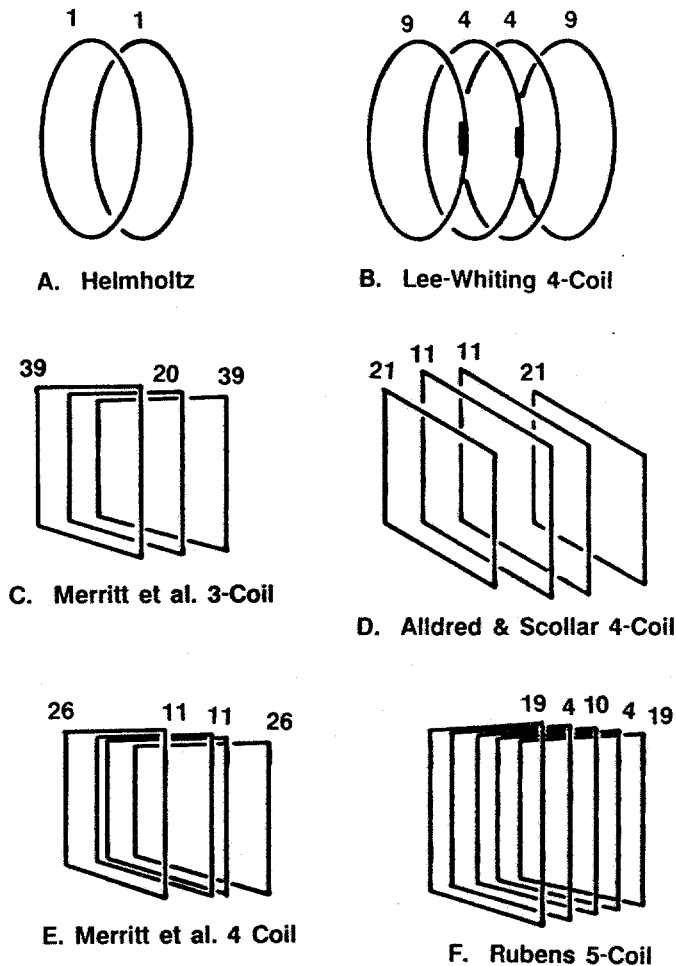 1 1
9 4 4 9
A. Helmholtz
B. Lee-Whiting 4-Coil
39 20 39
21 11 11 21
C. Merritt et al. 3-Coil
D. Alldred & Scollar 4-Coil
26 11 11 26
19 4 10 4 19
E. Merritt et al. 4 Coil
F. Rubens 5-Coil